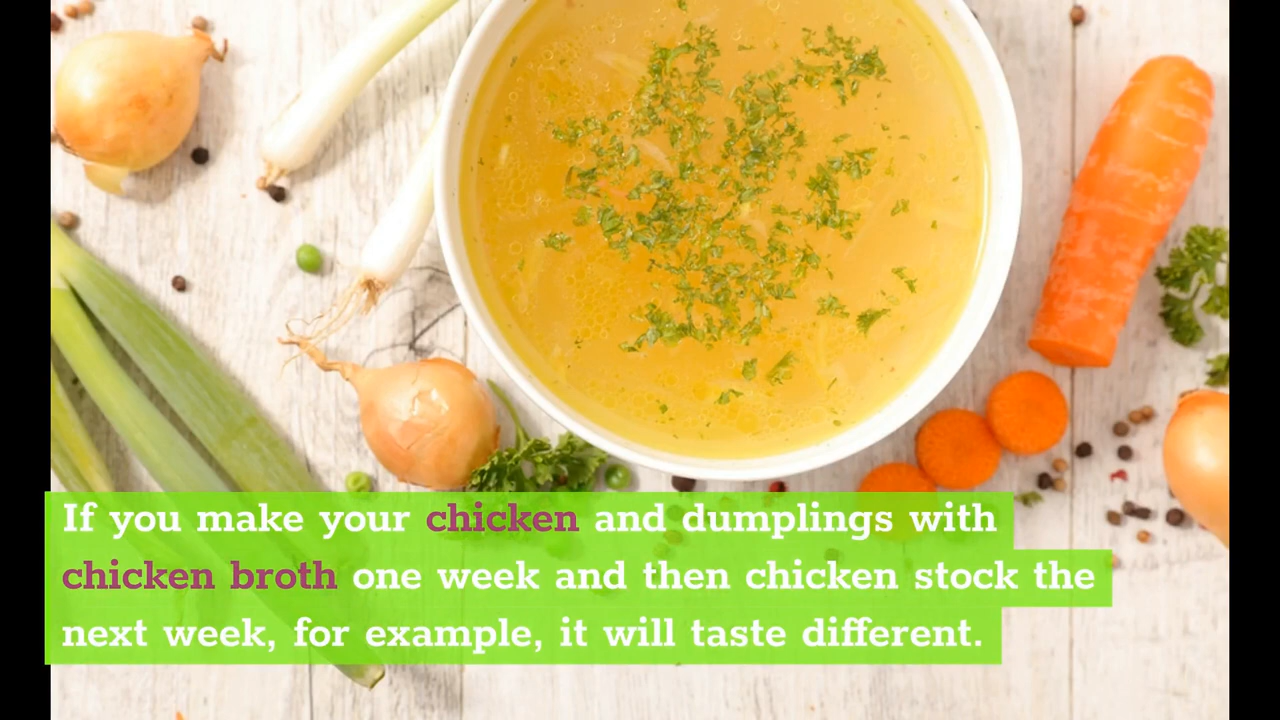 If you make your chicken and dumplings with
chicken broth one week and then chicken stock the
next week, for example, it will taste different.